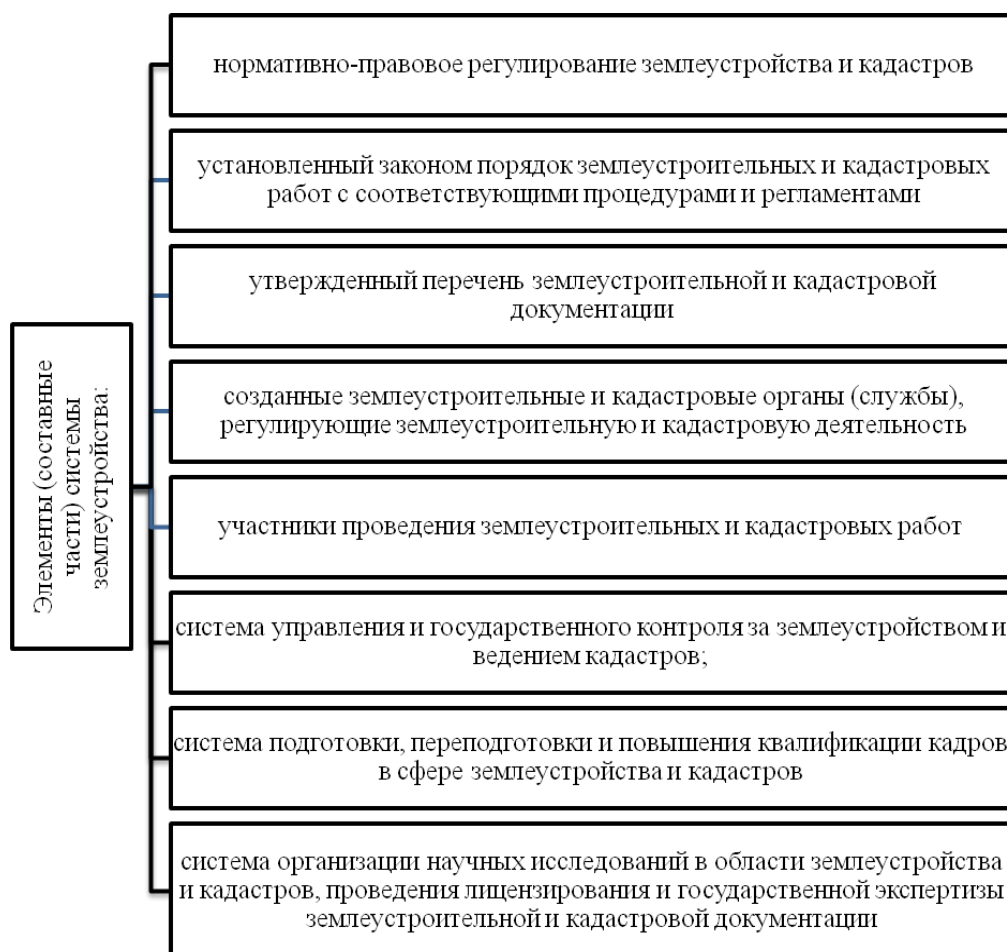 Элементы (составные
части) системы
землеустройства:
нормативно-правовое регулирование землеустройства и кадастров
установленный законом порядок землеустроительных и кадастровых
работ с соответствующими процедурами и регламентами
утвержденный перечень землеустроительной и кадастровой
документации
созданные землеустроительные и кадастровые органы (службы),
регулирующие землеустроительную и кадастровую деятельность
участники проведения землеустроительных и кадастровых работ
система управления и государственного контроля за землеустройством и
ведением кадастров;
система подготовки, переподготовки и повышения квалификации кадров
в сфере землеустройства и кадастров
система организации научных исследований в области землеустройства
и кадастров, проведения лицензирования и государственной экспертизы
землеустроительной и кадастровой документации